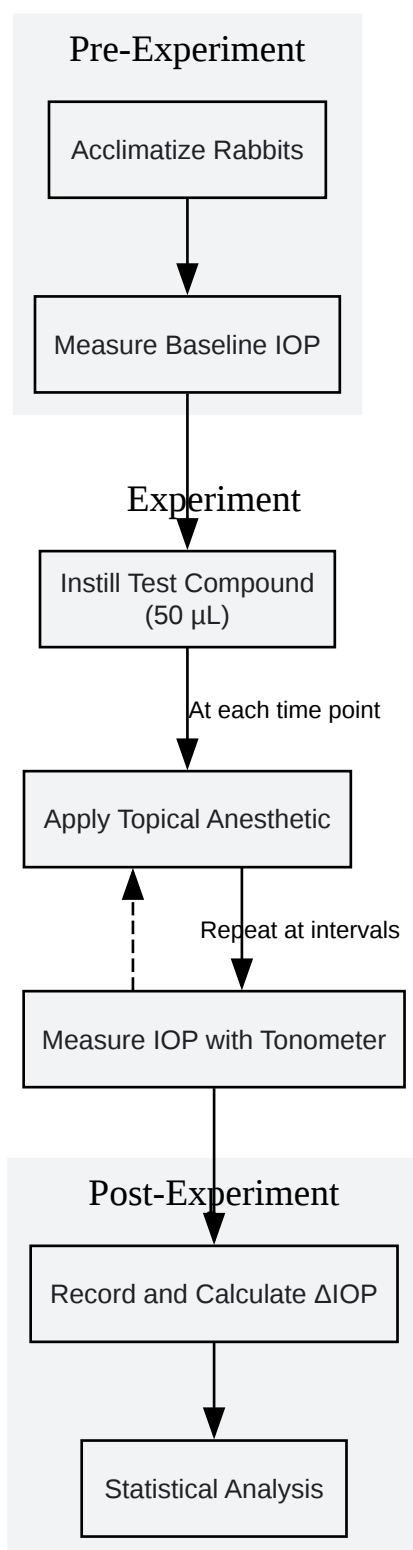 Pre-Experiment
Acclimatize Rabbits
Measure Baseline IOP
Experiment
Instill Test Compound
(50 µL)
At each time point
Apply Topical Anesthetic
Repeat at intervals
Measure IOP with Tonometer
Post-Experiment
Record and Calculate ΔIOP
Statistical Analysis